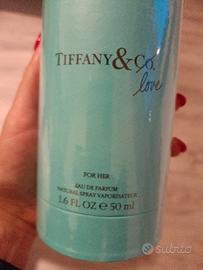 TIFFANY & CO.
love
FOR HER
EAU DE PARFUM
NATURAL SPRAY VAPORISATEUR
1.6 FL OZ ℮ 50 ml
subito